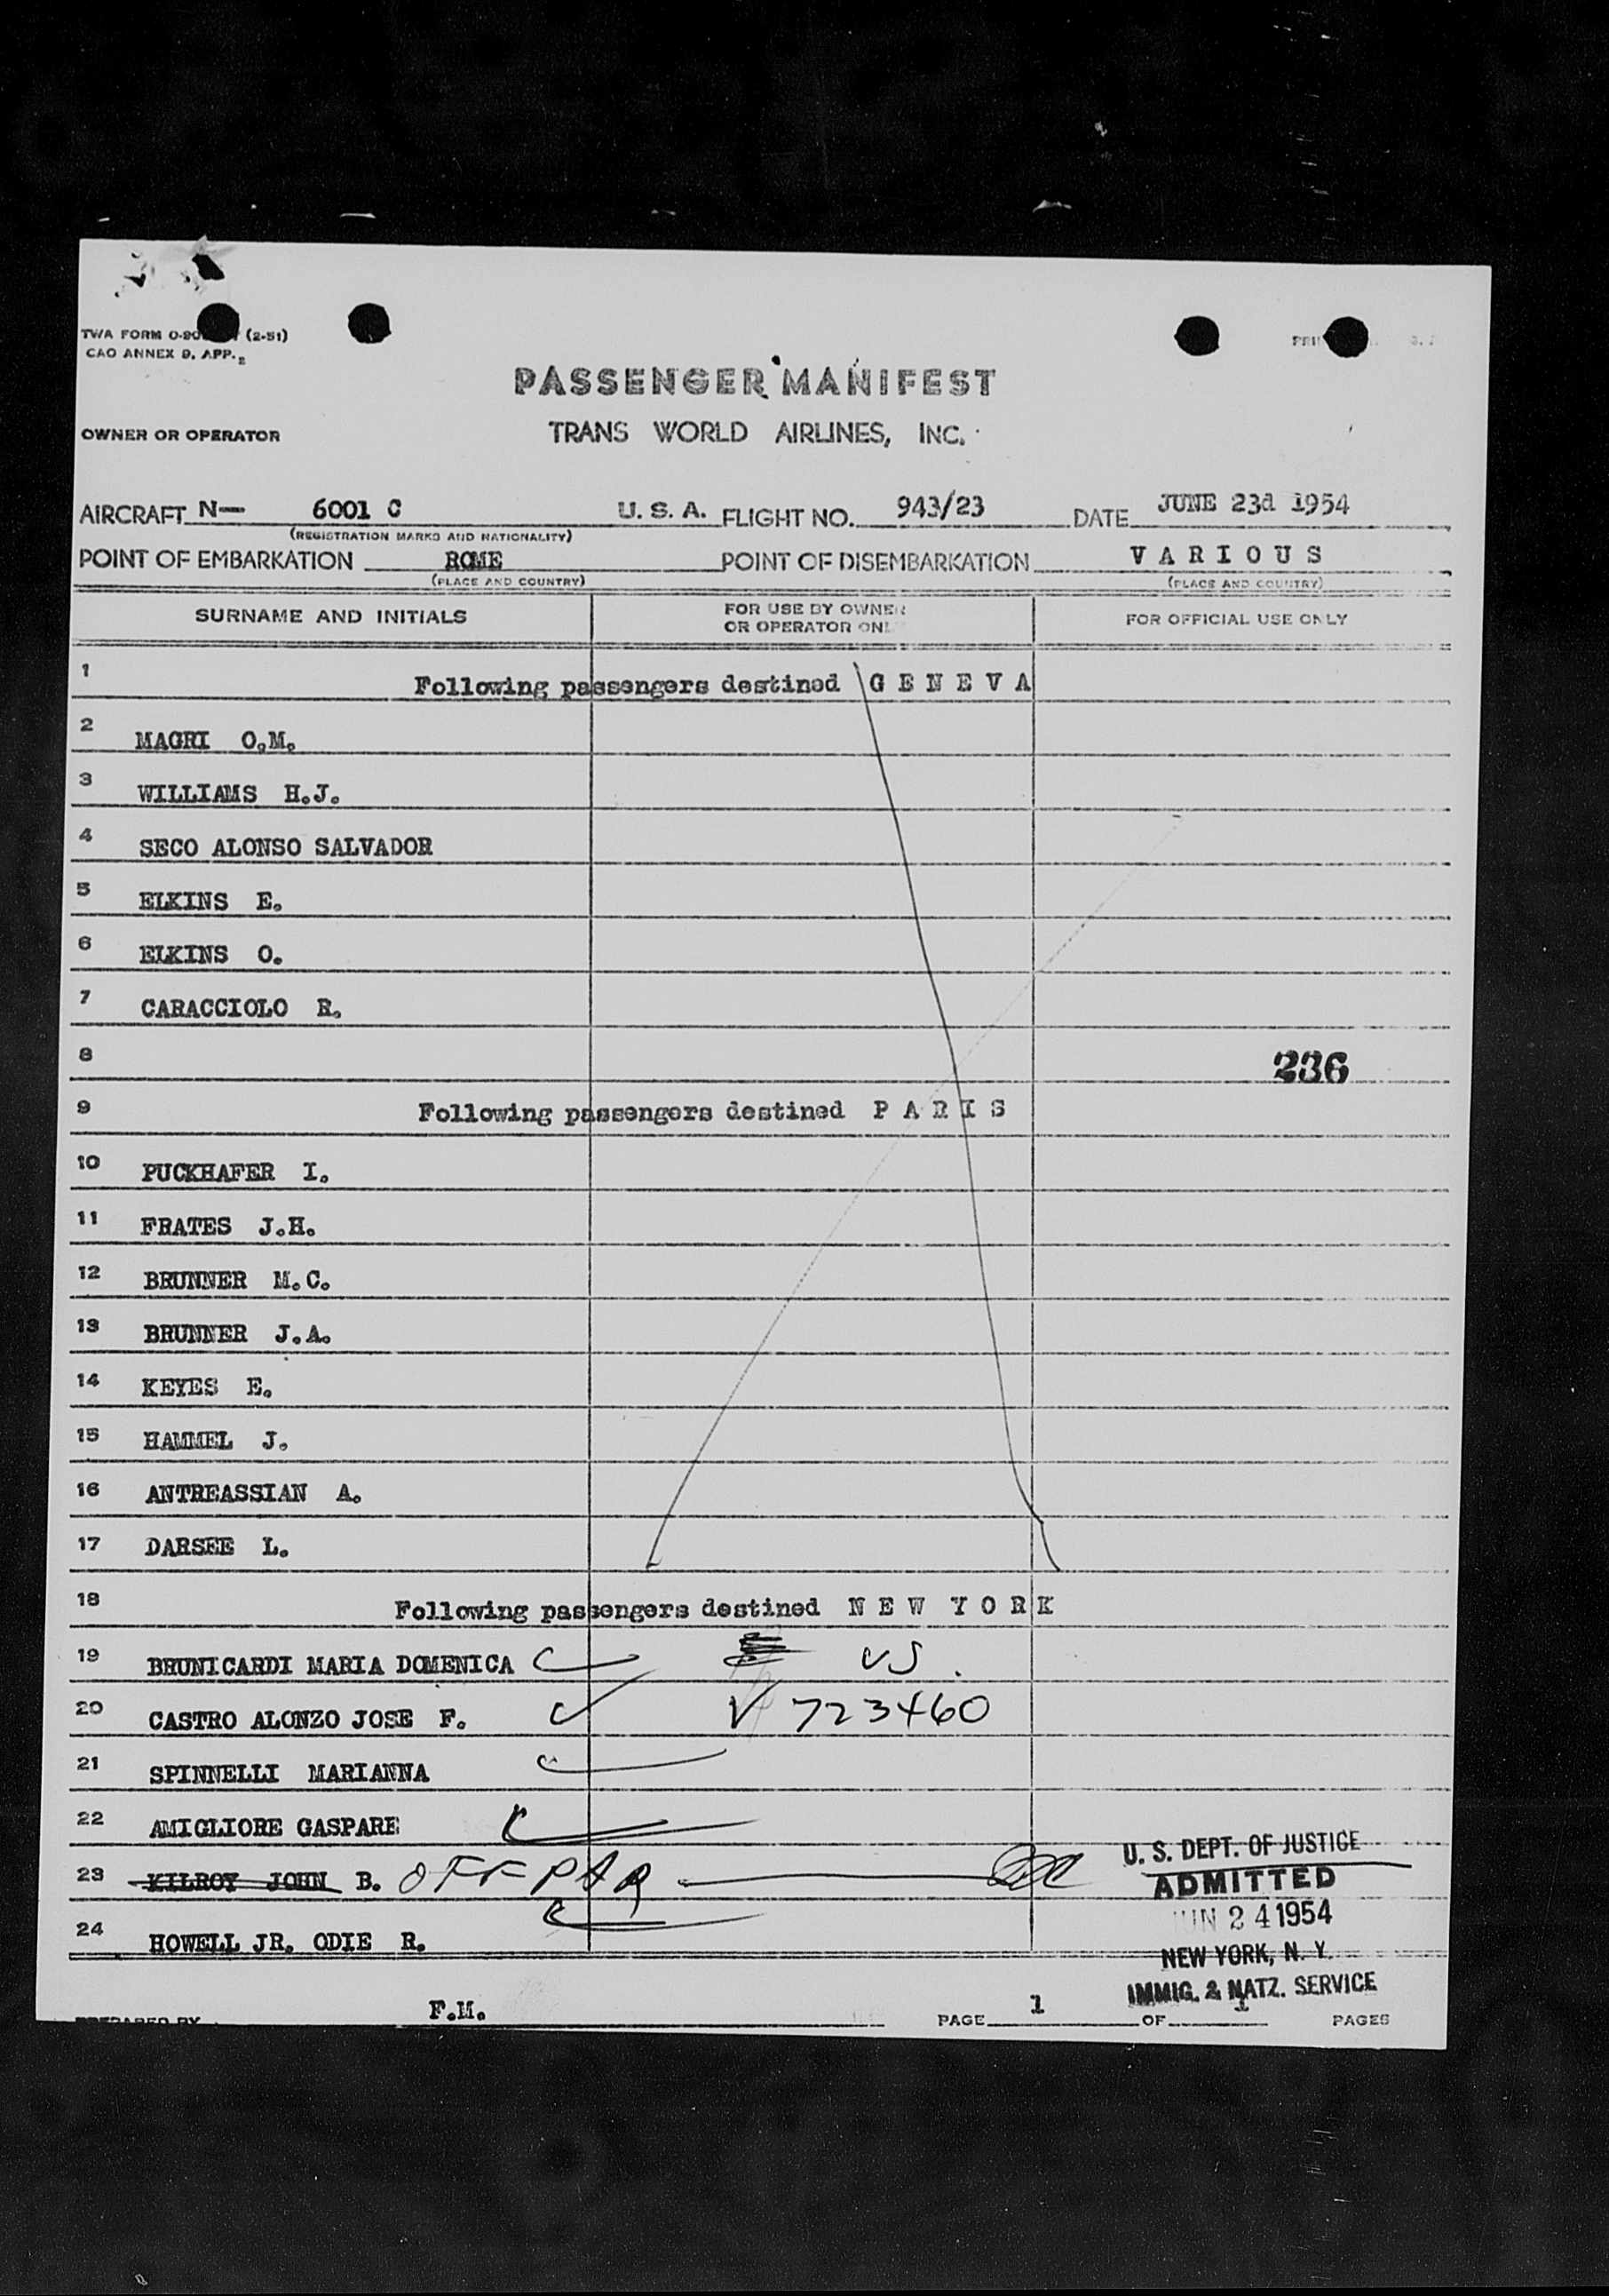 TWA FORM O-90 (2-51)
CAO ANNEX 9, APP. 2
PASSENGER MANIFEST
OWNER OR OPERATOR TRANS WORLD AIRLINES, INC.
AIRCRAFT N— 6001 C U. S. A. FLIGHT NO. 943/23 DATE JUNE 23d 1954
(REGISTRATION MARKS AND NATIONALITY)
POINT OF EMBARKATION ROME POINT OF DISEMBARKATION VARIOUS
(PLACE AND COUNTRY) (PLACE AND COUNTRY)
SURNAME AND INITIALS FOR USE BY OWNER OR OPERATOR ONL FOR OFFICIAL USE ONLY
1 Following passengers destined GENEVA
2 MAGRI O.M.
3 WILLIAMS H.J.
4 SECO ALONSO SALVADOR
5 ELKINS E.
6 ELKINS O.
7 CARACCIOLO R.
8 236
9 Following passengers destined PARIS
10 PUCKHAFER I.
11 FRATES J.H.
12 BRUNNER M.C.
13 BRUNNER J.A.
14 KEYES E.
15 HAMMEL J.
16 ANTREASSIAN A.
17 DARSEE L.
18 Following passengers destined NEW YORK
19 BRUNICARDI MARIA DOMENICA US.
20 CASTRO ALONZO JOSE F. V 723460
21 SPINNELLI MARIANNA
22 AMIGLIORE GASPARE
23 KILROY JOHN B. OFF PAR
24 HOWELL JR. ODIE R.
U. S. DEPT. OF JUSTICE
ADMITTED
JUN 24 1954
NEW YORK, N. Y.
IMMIG. & NATZ. SERVICE
PREPARED BY F.M. PAGE 1 OF 1 PAGES